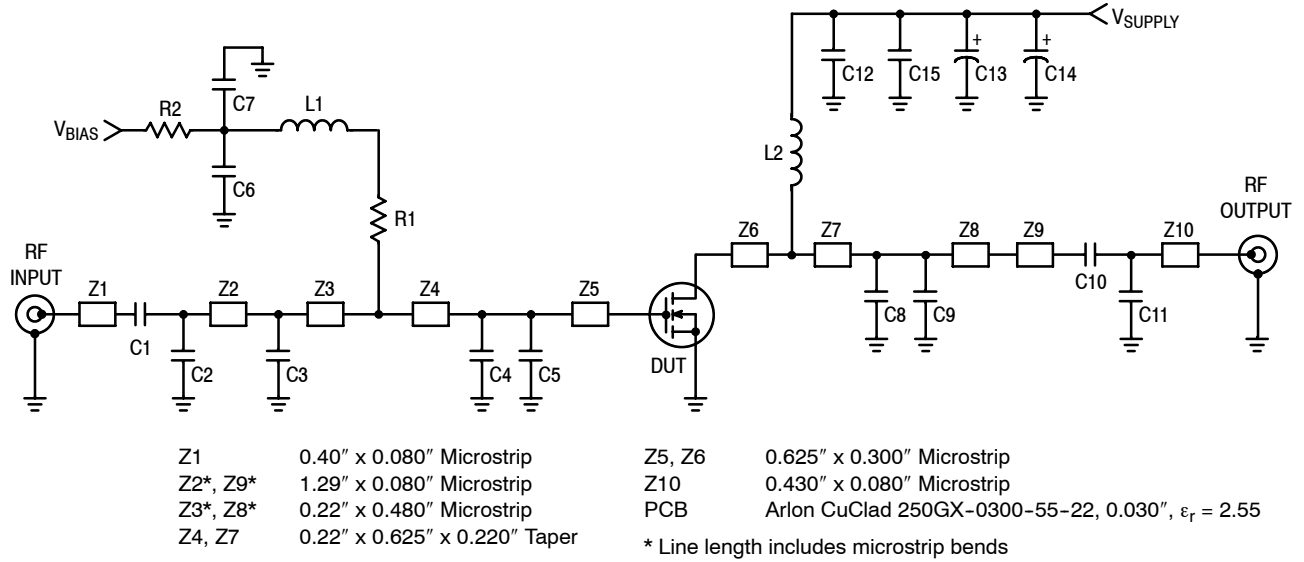 V_SUPPLY
+ +
C12 C15 C13 C14
C7
R2 L1
V_BIAS
C6
L2
R1
RF
OUTPUT
Z6 Z7 Z8 Z9 Z10
RF
INPUT
C10
Z1 Z2 Z3 Z4 Z5
C8 C9 C11
C1
DUT
C2 C3 C4 C5
Z1 0.40″ x 0.080″ Microstrip
Z2*, Z9* 1.29″ x 0.080″ Microstrip
Z3*, Z8* 0.22″ x 0.480″ Microstrip
Z4, Z7 0.22″ x 0.625″ x 0.220″ Taper
Z5, Z6 0.625″ x 0.300″ Microstrip
Z10 0.430″ x 0.080″ Microstrip
PCB Arlon CuClad 250GX-0300-55-22, 0.030″, εr = 2.55
* Line length includes microstrip bends